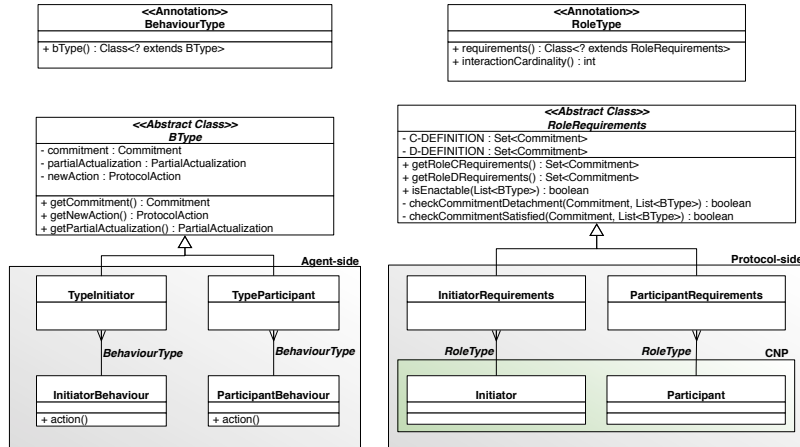 <<Annotation>>
BehaviourType
+ bType() : Class<? extends BType>
<<Annotation>>
RoleType
+ requirements() : Class<? extends RoleRequirements>
+ interactionCardinality() : int
<<Abstract Class>>
BType
- commitment : Commitment
- partialActualization : PartialActualization
- newAction : ProtocolAction
+ getCommitment() : Commitment
+ getNewAction() : ProtocolAction
+ getPartialActualization() : PartialActualization
<<Abstract Class>>
RoleRequirements
- C-DEFINITION : Set<Commitment>
- D-DEFINITION : Set<Commitment>
+ getRoleCRequirements() : Set<Commitment>
+ getRoleDRequirements() : Set<Commitment>
+ isEnactable(List<BType>) : boolean
- checkCommitmentDetachment(Commitment, List<BType>) : boolean
- checkCommitmentSatisfied(Commitment, List<BType>) : boolean
Agent-side
TypeInitiator
TypeParticipant
BehaviourType
BehaviourType
InitiatorBehaviour
+ action()
ParticipantBehaviour
+ action()
Protocol-side
InitiatorRequirements
ParticipantRequirements
RoleType
RoleType
CNP
Initiator
Participant